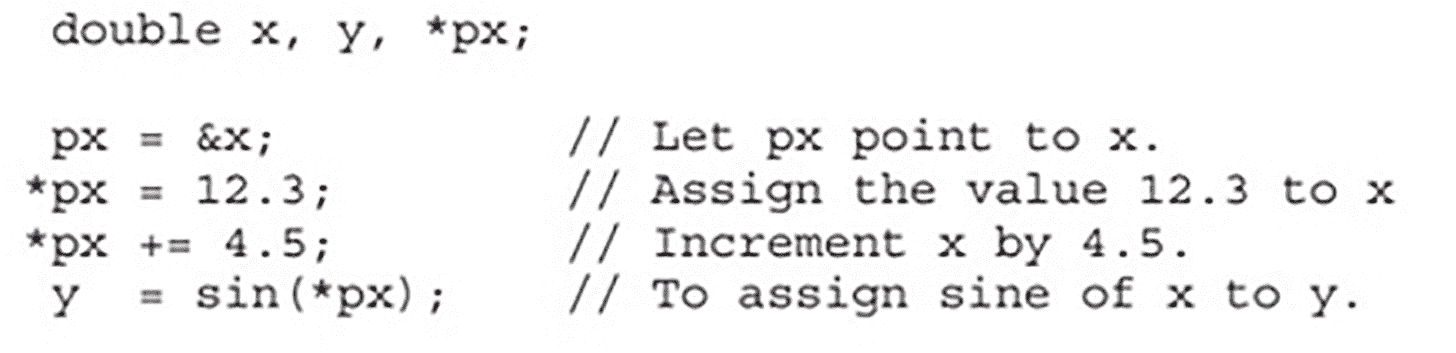 double x, y, *px;
px = &x; // Let px point to x.
*px = 12.3; // Assign the value 12.3 to x
*px += 4.5; // Increment x by 4.5.
y = sin(*px); // To assign sine of x to y.